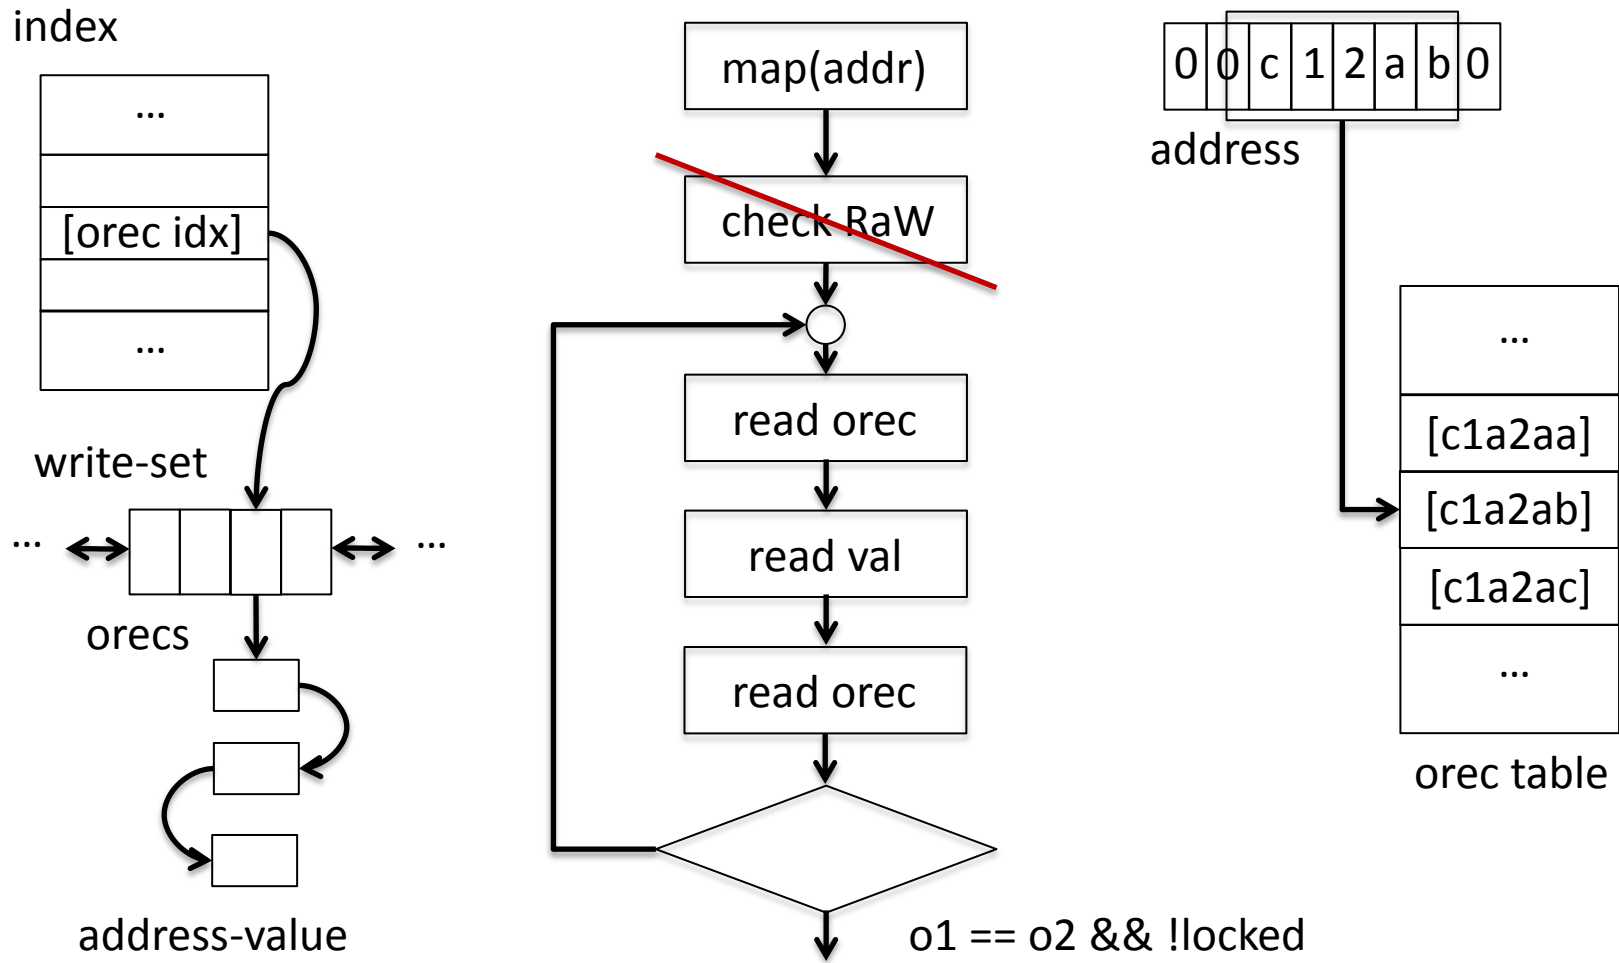 index
...
[orec idx]
...
write-set
... ...
orecs
address-value
map(addr)
check RaW
read orec
read val
read orec
o1 == o2 && !locked
0 0 c 1 2 a b 0
address
...
[c1a2aa]
[c1a2ab]
[c1a2ac]
...
orec table